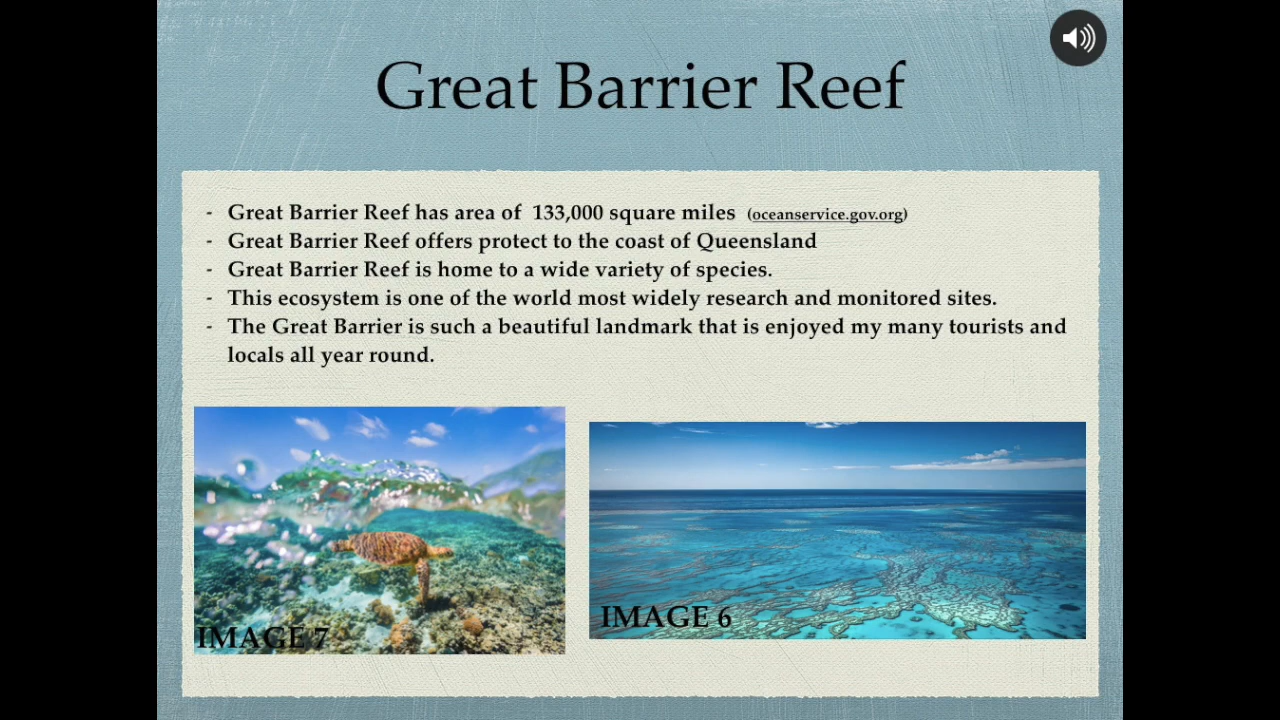 Great Barrier Reef
- Great Barrier Reef has area of 133,000 square miles (oceanservice.gov.org)
- Great Barrier Reef offers protect to the coast of Queensland
- Great Barrier Reef is home to a wide variety of species.
- This ecosystem is one of the world most widely research and monitored sites.
- The Great Barrier is such a beautiful landmark that is enjoyed my many tourists and
locals all year round.
IMAGE 7
IMAGE 6